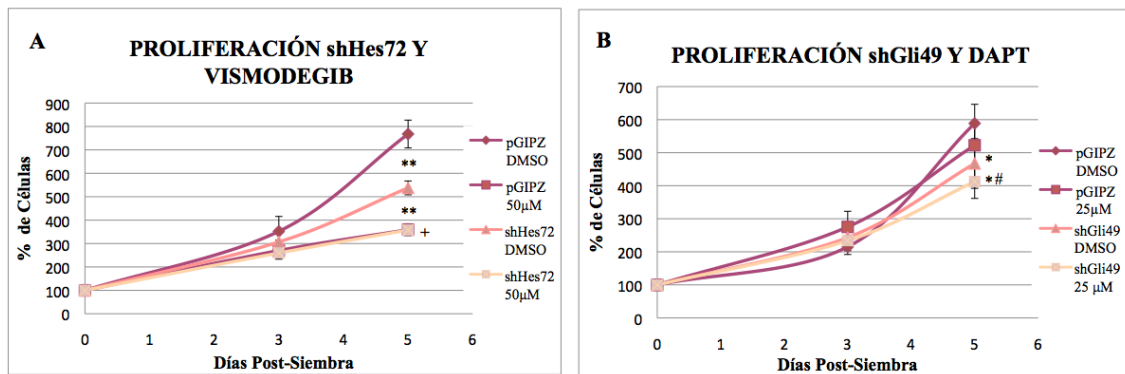 A
PROLIFERACIÓN shHes72 Y
VISMODEGIB
% de Células
900
800
700
600
500
400
300
200
100
0
0 1 2 3 4 5 6
Días Post-Siembra
**
**
+
pGIPZ
DMSO
pGIPZ
50µM
shHes72
DMSO
shHes72
50µM
B
PROLIFERACIÓN shGli49 Y DAPT
% de Células
700
600
500
400
300
200
100
0
0 1 2 3 4 5 6
Días Post-Siembra
*
*#
pGIPZ
DMSO
pGIPZ
25µM
shGli49
DMSO
shGli49
25 µM